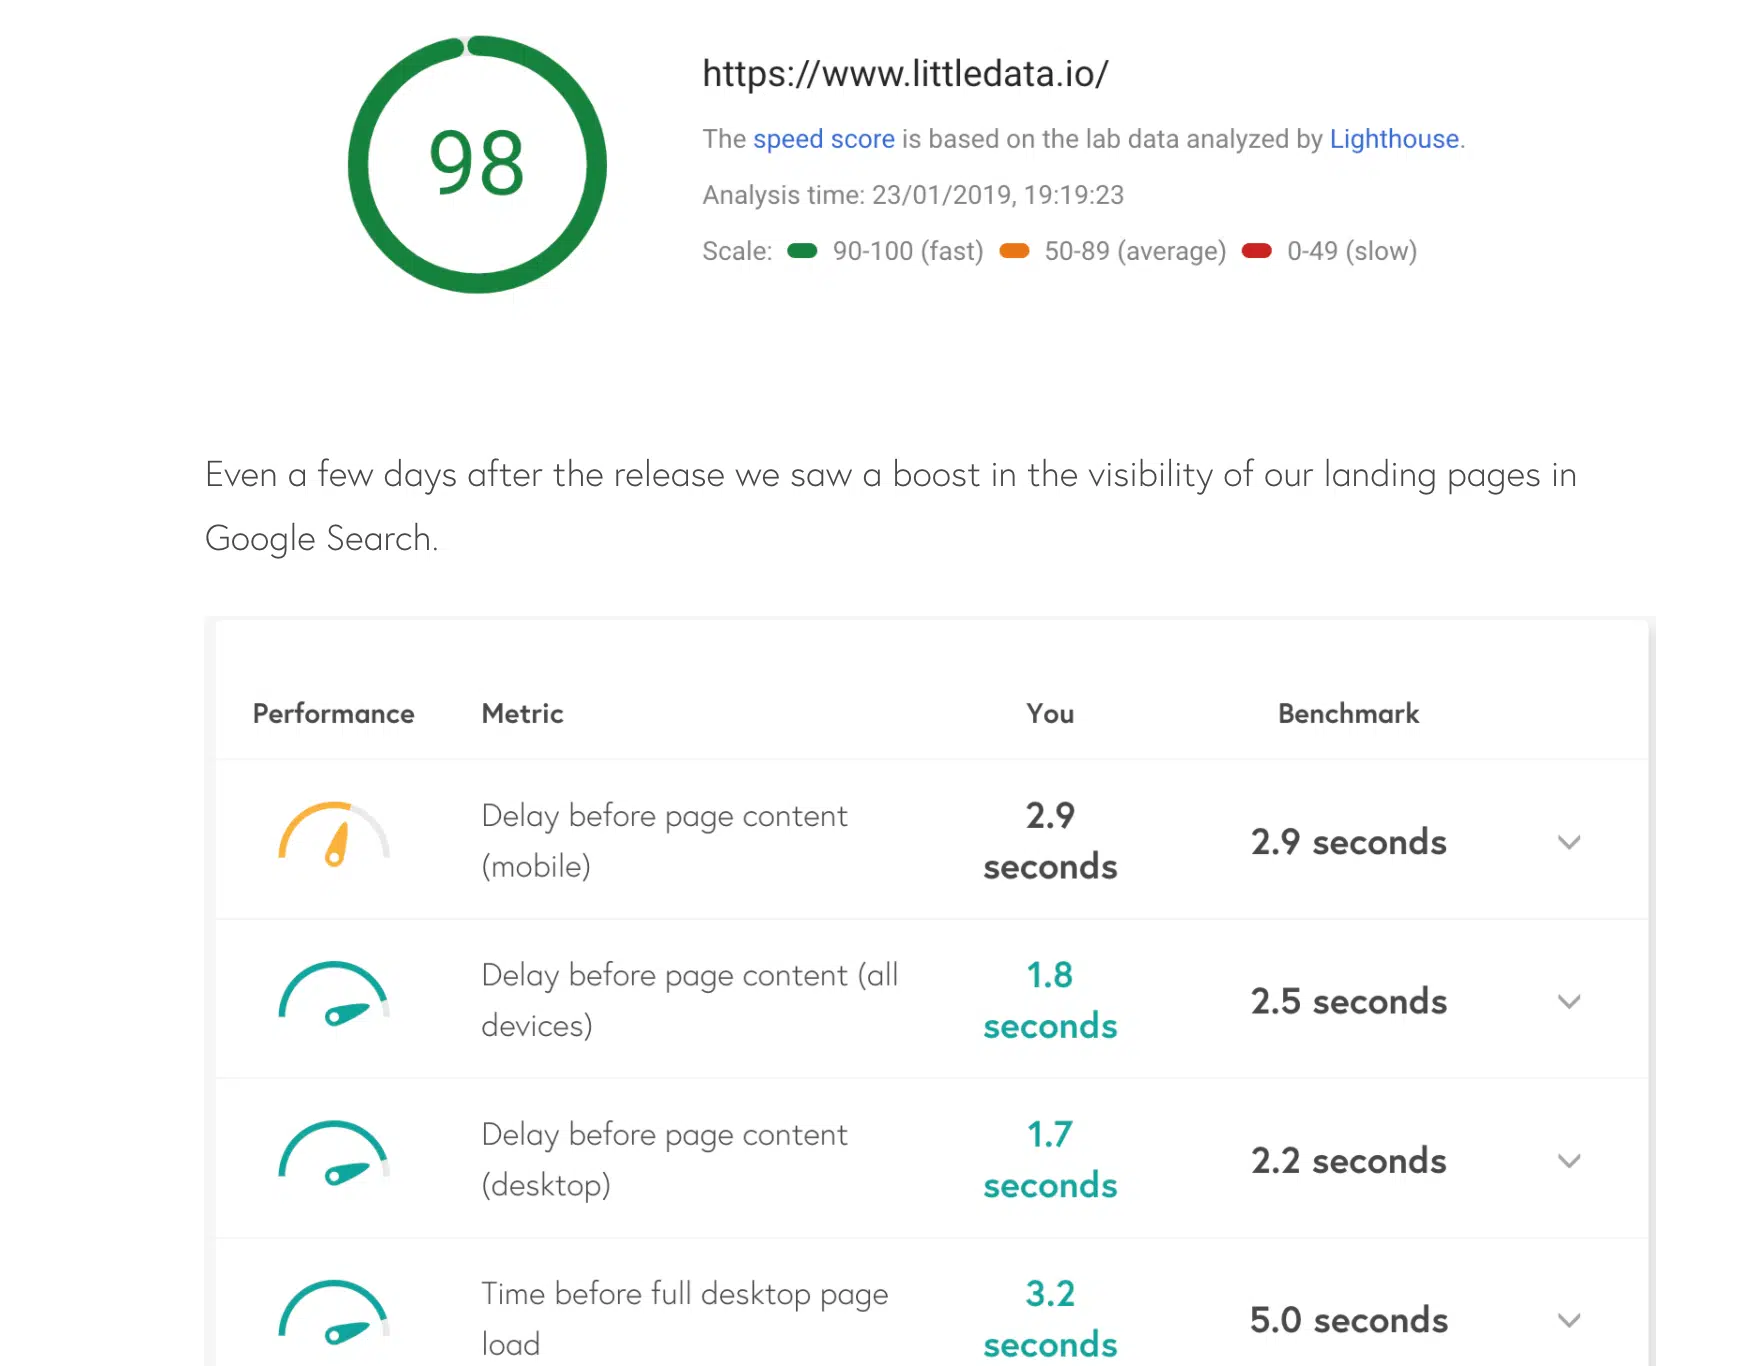 98
https://www.littledata.io/
The speed score is based on the lab data analyzed by Lighthouse.
Analysis time: 23/01/2019, 19:19:23
Scale: 90-100 (fast) 50-89 (average) 0-49 (slow)
Even a few days after the release we saw a boost in the visibility of our landing pages in
Google Search.
Performance Metric You Benchmark
Delay before page content
(mobile)
2.9
seconds
2.9 seconds
Delay before page content (all
devices)
1.8
seconds
2.5 seconds
Delay before page content
(desktop)
1.7
seconds
2.2 seconds
Time before full desktop page
load
3.2
seconds
5.0 seconds